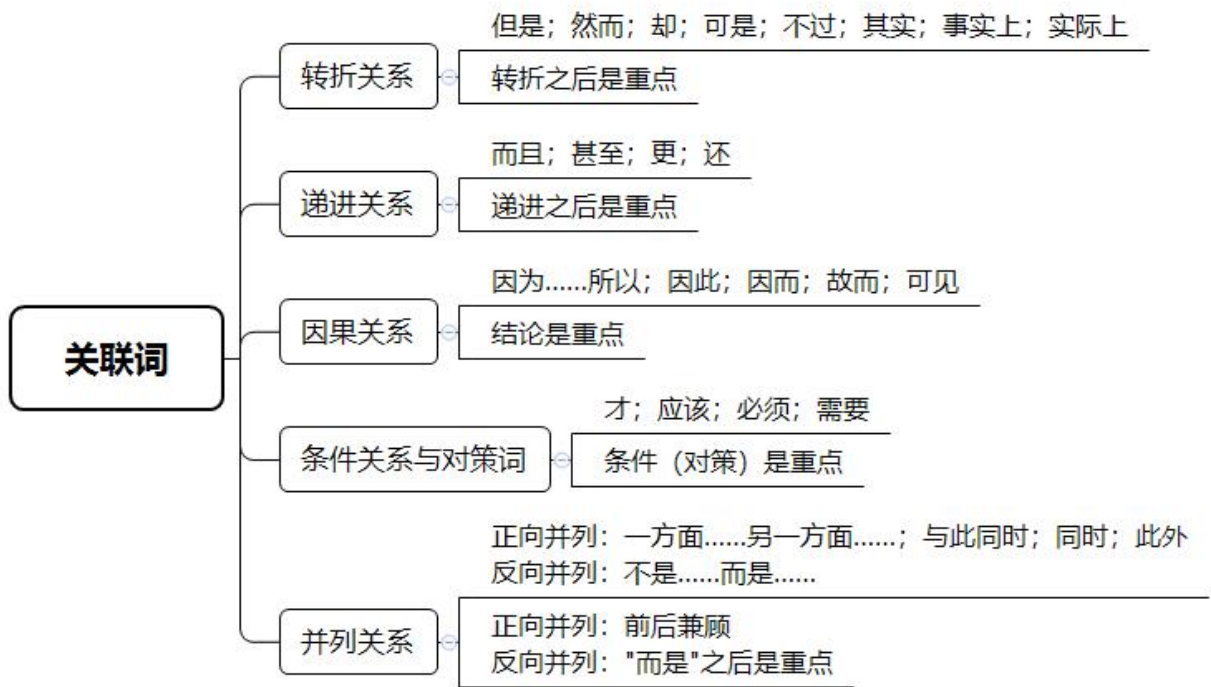 关联词
转折关系
但是；然而；却；可是；不过；其实；事实上；实际上
转折之后是重点
递进关系
而且；甚至；更；还
递进之后是重点
因果关系
因为......所以；因此；因而；故而；可见
结论是重点
条件关系与对策词
才；应该；必须；需要
条件（对策）是重点
并列关系
正向并列：一方面......另一方面......；与此同时；同时；此外
反向并列：不是......而是......
正向并列：前后兼顾
反向并列："而是"之后是重点